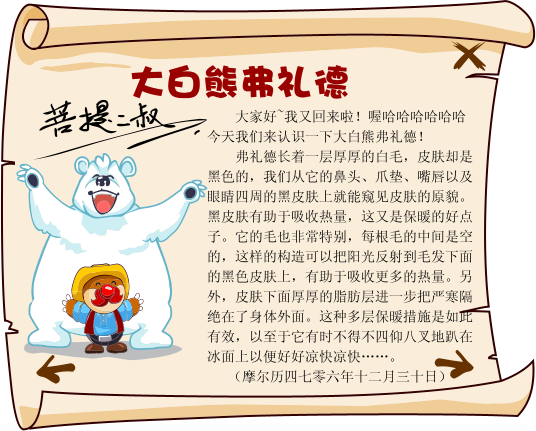 大白熊弗礼德
菩提二叔
大家好~我又回来啦！喔哈哈哈哈哈哈
今天我们来认识一下大白熊弗礼德！
弗礼德长着一层厚厚的白毛，皮肤却是
黑色的，我们从它的鼻头、爪垫、嘴唇以及
眼睛四周的黑皮肤上就能窥见皮肤的原貌。
黑皮肤有助于吸收热量，这又是保暖的好点
子。它的毛也非常特别，每根毛的中间是空
的，这样的构造可以把阳光反射到毛发下面
的黑色皮肤上，有助于吸收更多的热量。另
外，皮肤下面厚厚的脂肪层进一步把严寒隔
绝在了身体外面。这种多层保暖措施是如此
有效，以至于它有时不得不四仰八叉地趴在
冰面上以便好好凉快凉快……。
（摩尔历四七零六年十二月三十日）